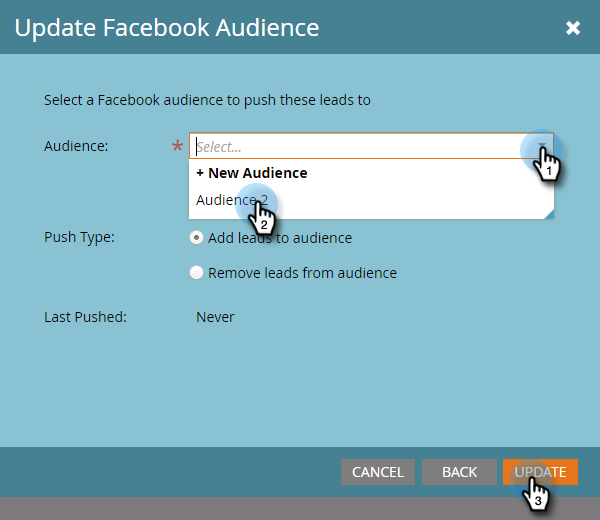 Update Facebook Audience
Select a Facebook audience to push these leads to
Audience: * Select...
1
+ New Audience
Audience 2
2
Push Type: Add leads to audience
Remove leads from audience
Last Pushed: Never
CANCEL BACK UPDATE
3